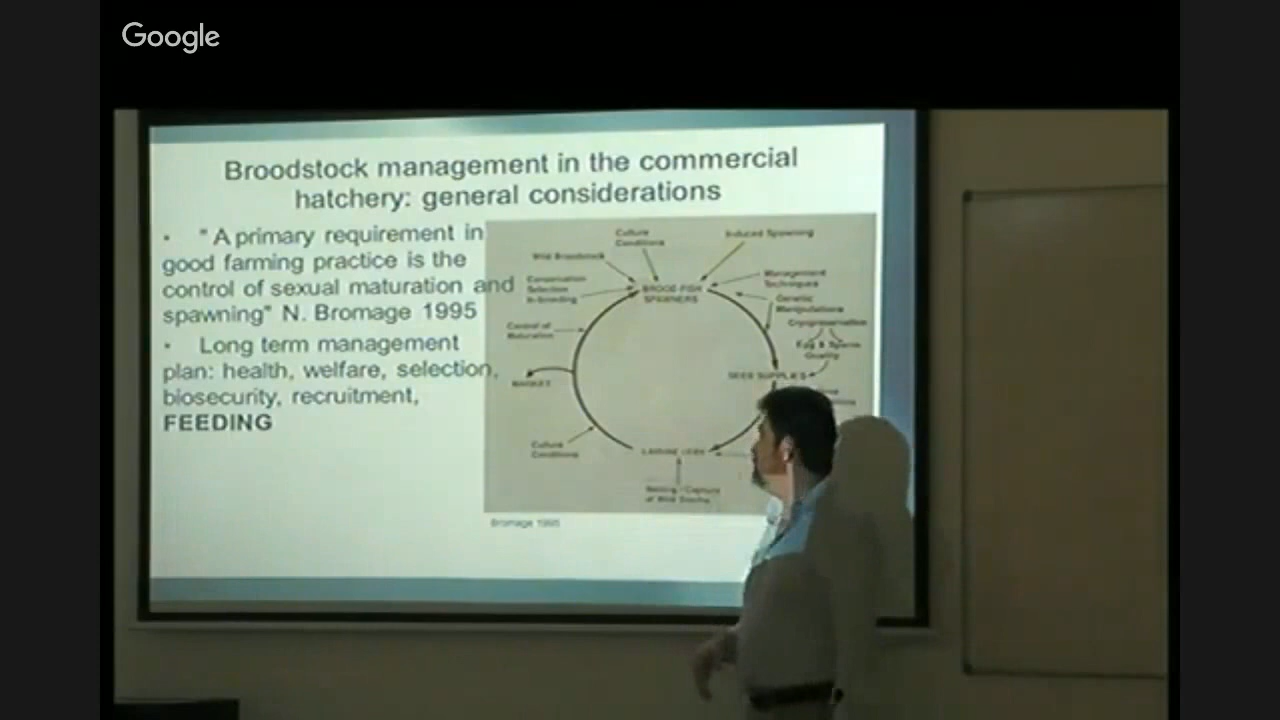 Google
Broodstock management in the commercial
hatchery: general considerations
• "A primary requirement in
good farming practice is the
control of sexual maturation and
spawning" N. Bromage 1995
• Long term management
plan: health, welfare, selection,
biosecurity, recruitment,
FEEDING
Culture
Conditions
Induced Spawning
Wild Broodstock
Conservation
Selection
In-breeding
BROOD-FISH
SPAWNERS
Management
Techniques
Genetic
Manipulations
Cryopreservation
Egg & Sperm
Quality
Control of
Maturation
MARKET
SEED SUPPLIES
Culture
Conditions
Netting / Capture
of Wild
Bromage 1995